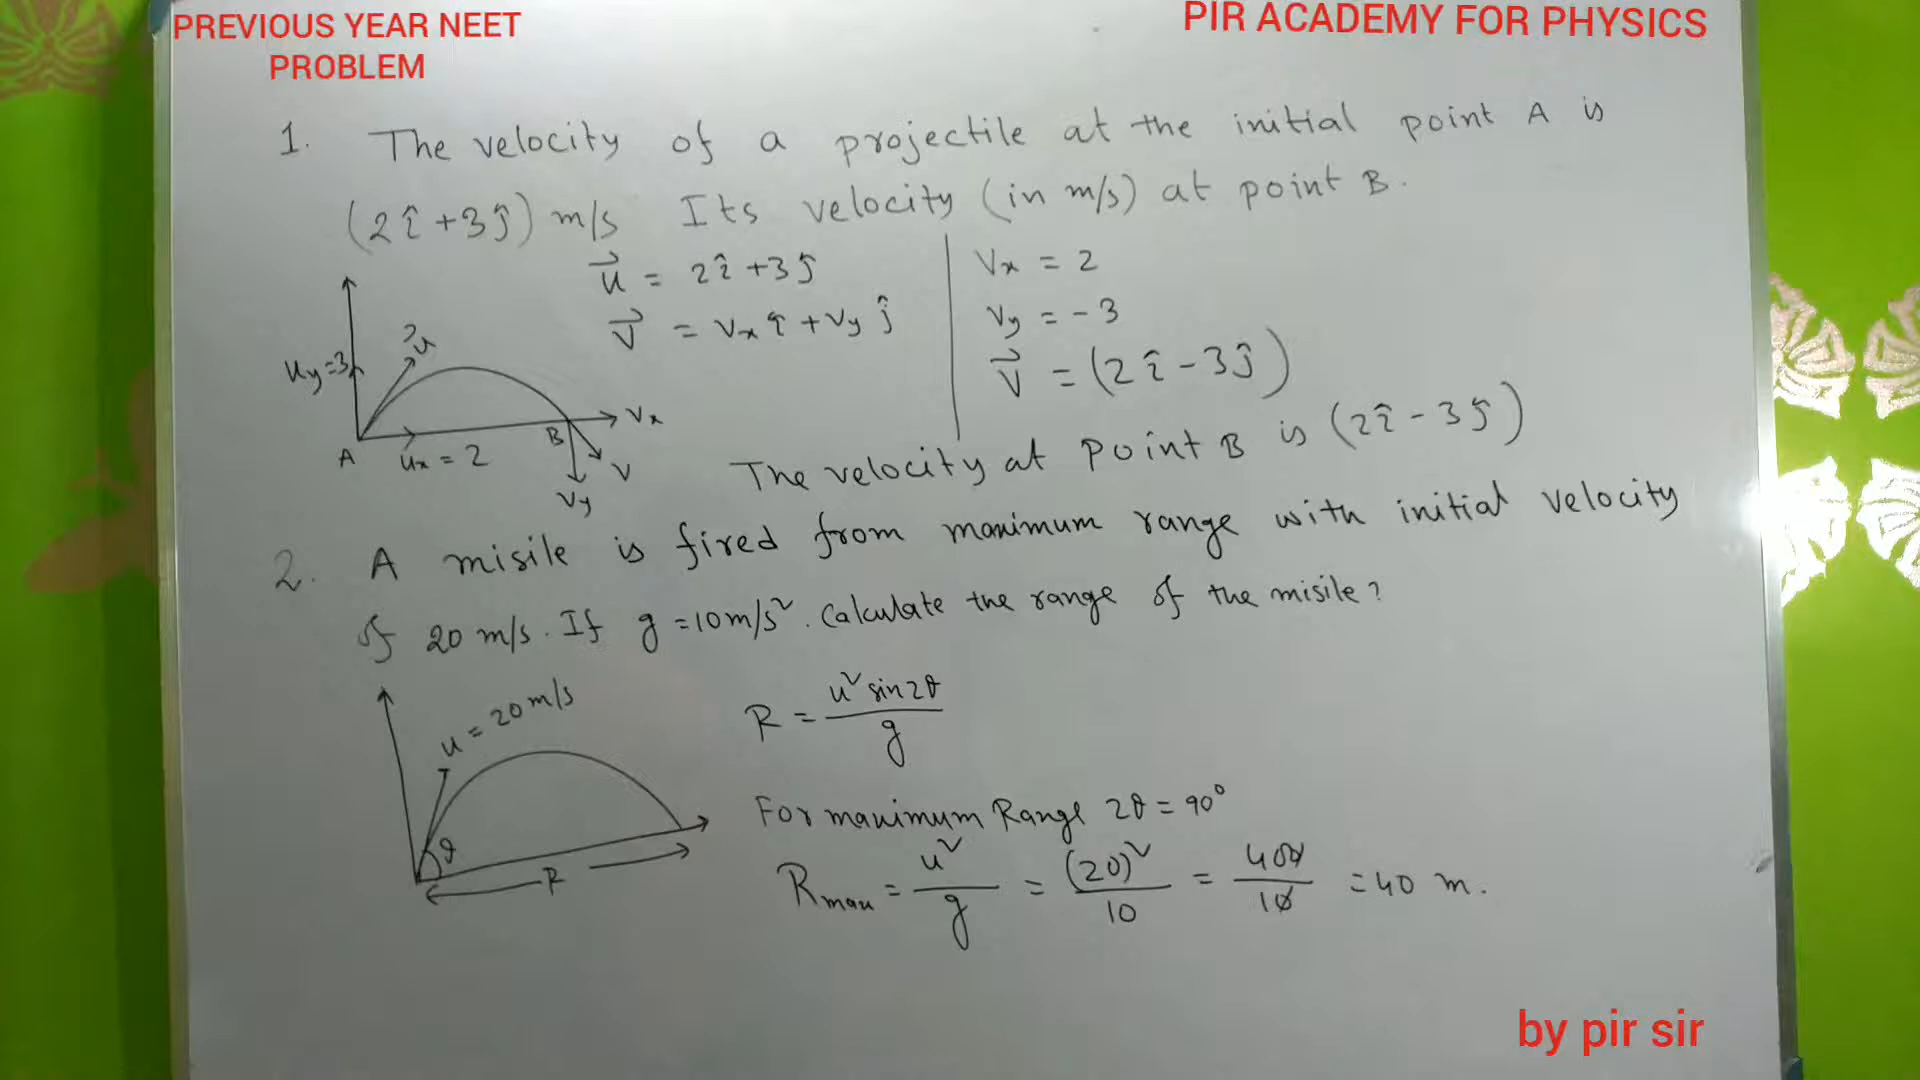 PREVIOUS YEAR NEET
PROBLEM
PIR ACADEMY FOR PHYSICS
1. The velocity of a projectile at the initial point A is
(2î+3ĵ) m/s Its velocity (in m/s) at point B.
u⃗ = 2î+3ĵ
v⃗ = Vx î + Vy ĵ
Vx = 2
Vy = -3
v⃗ = (2î-3ĵ)
uy=3
u⃗
A
ux = 2
B
Vx
V
Vy
The velocity at point B is (2î-3ĵ)
2. A misile is fired from maximum range with initial velocity
of 20 m/s. If g=10m/s². Calculate the range of the misile?
u = 20 m/s
θ
R
R = u² sin2θ / g
For maximum Range 2θ = 90°
Rmax = u²/g = (20)²/10 = 400/10 = 40 m.
by pir sir